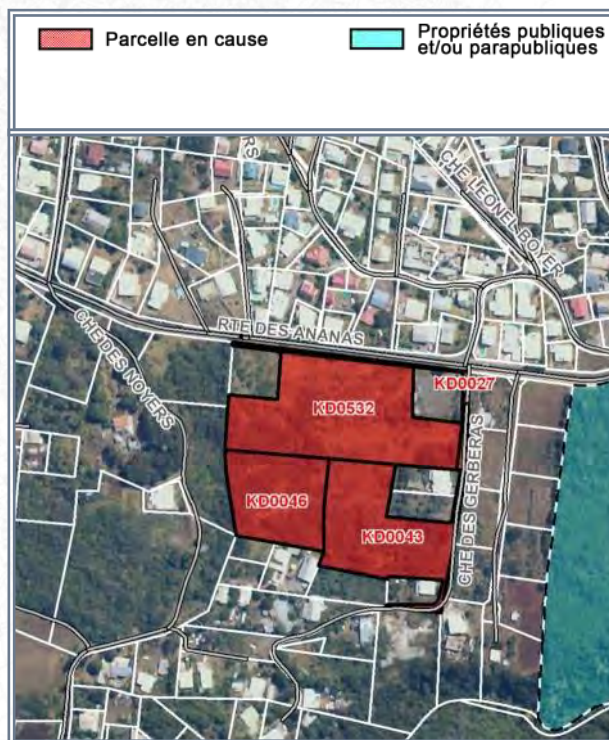 Parcelle en cause
Propriétés publiques
et/ou parapubliques
ERS
CHE LEONEL BOYER
RTE DES ANANAS
CHE DES NOYERS
KD0027
KD0532
CHE DES GERBERAS
KD0046
KD0043